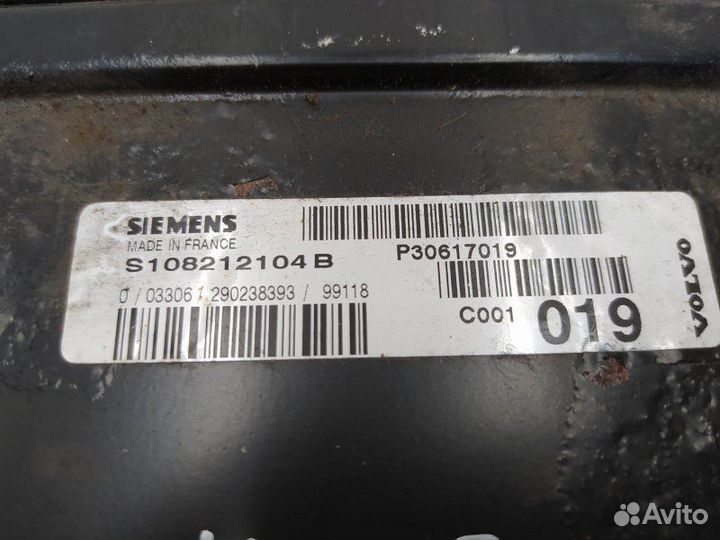 SIEMENS
MADE IN FRANCE
S108212104 B
P30617019
0 / 03306 / 290238393 / 99118
C001
019
VOLVO
Avito